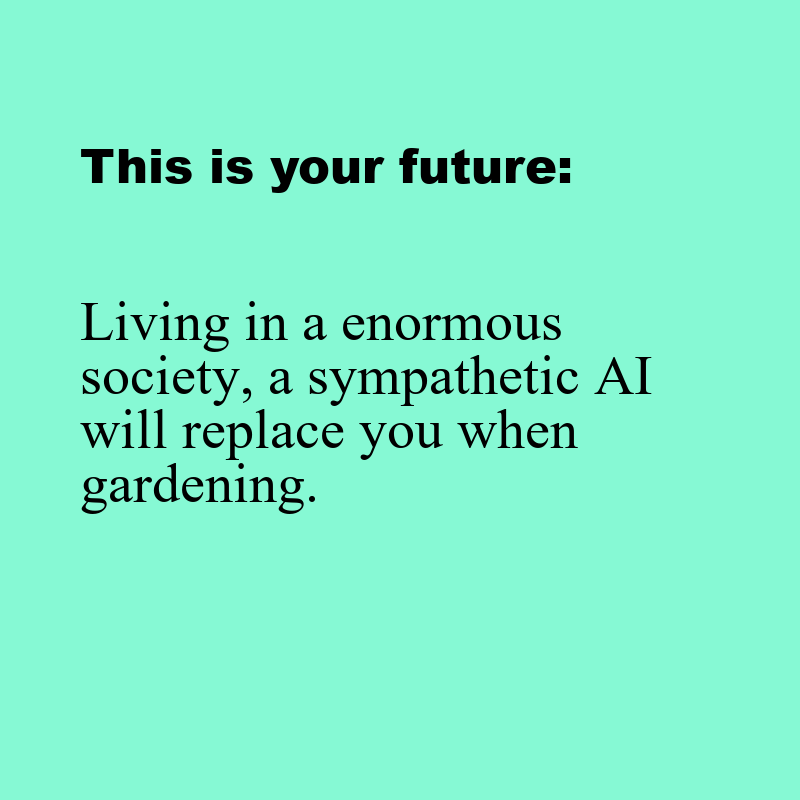 This is your future:
Living in a enormous
society, a sympathetic AI
will replace you when
gardening.